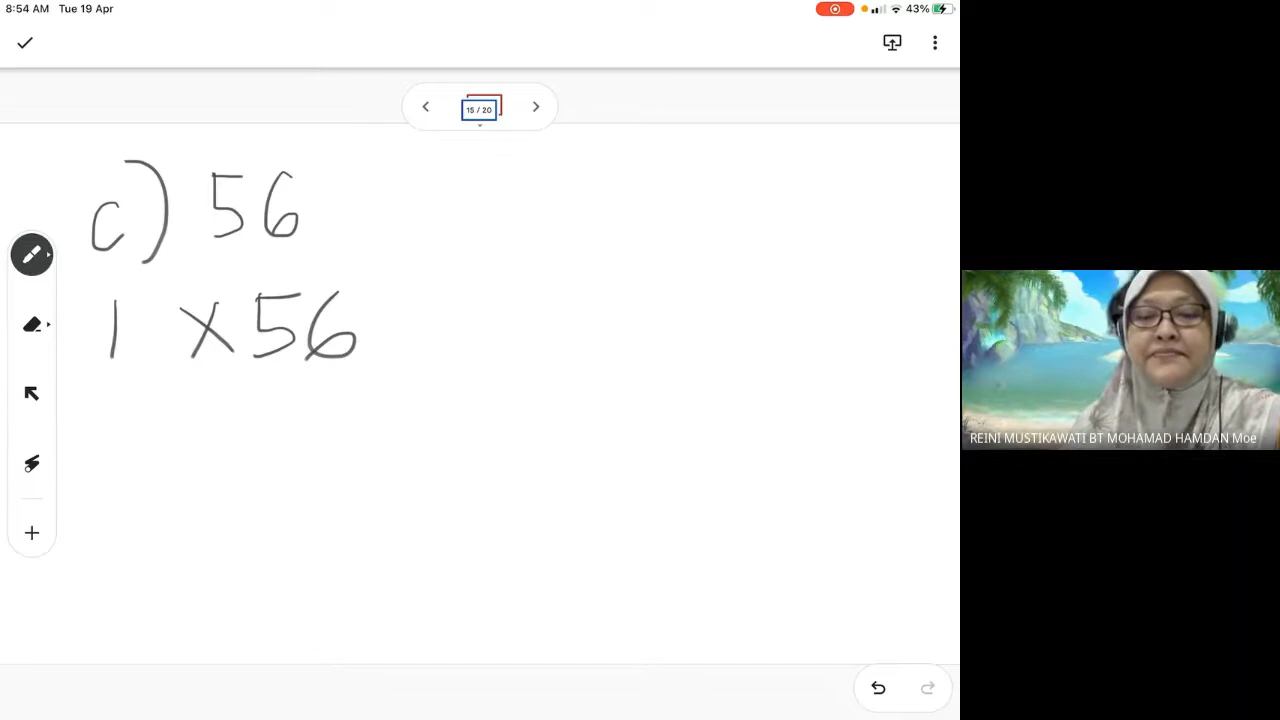 8:54 AM Tue 19 Apr
43%
15 / 20
c) 56
1 x 56
REINI MUSTIKAWATI BT MOHAMAD HAMDAN Moe